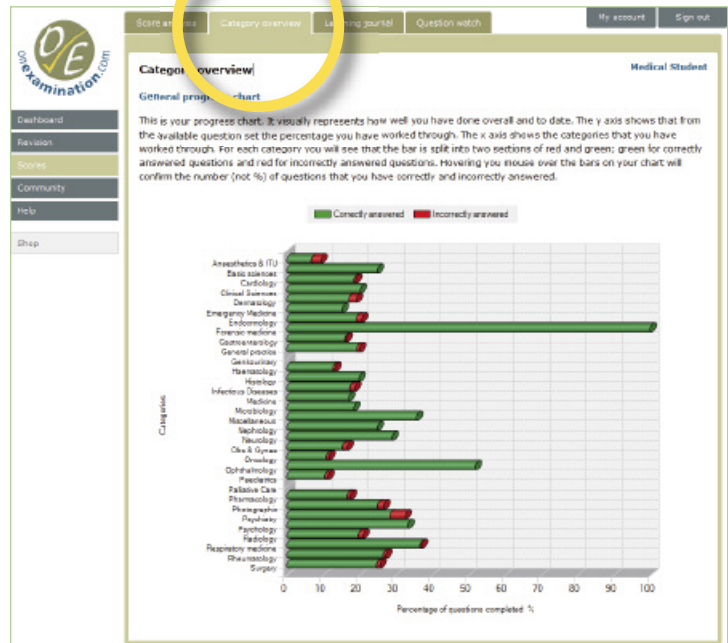 onexamination.com
Score analysis
Category overview
Learning journal
Question watch
My account
Sign out
Dashboard
Revision
Scores
Community
Help
Shop
Category overview
Medical Student
General progress chart
This is your progress chart. It visually represents how well you have done overall and to date. The y axis shows that from
the available question set the percentage you have worked through. The x axis shows the categories that you have
worked through. For each category you will see that the bar is split into two sections of red and green; green for correctly
answered questions and red for incorrectly answered questions. Hovering you mouse over the bars on your chart will
confirm the number (not %) of questions that you have correctly and incorrectly answered.
Correctly answered
Incorrectly answered
Anaesthetics & ITU
Basic sciences
Cardiology
Clinical Sciences
Dermatology
Emergency Medicine
Endocrinology
Forensic medicine
Gastroenterology
General practice
Genitourinary
Haematology
Histology
Infectious Diseases
Medicine
Microbiology
Miscellaneous
Nephrology
Neurology
Obs & Gynae
Oncology
Ophthalmology
Paediatrics
Palliative Care
Pharmacology
Photographic
Psychiatry
Psychology
Radiology
Respiratory medicine
Rheumatology
Surgery
Categories
0 10 20 30 40 50 60 70 80 90 100
Percentage of questions completed %